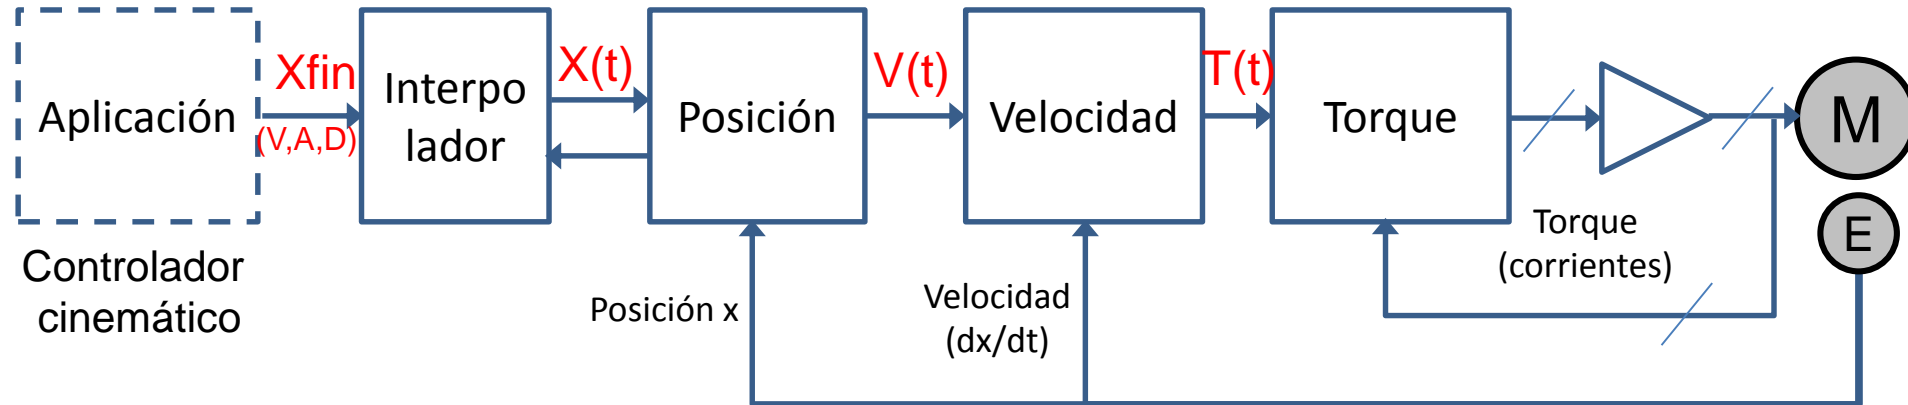 Aplicación
Xfin
(V,A,D)
Interpo
lador
X(t)
Posición
V(t)
Velocidad
T(t)
Torque
M
E
Controlador
cinemático
Posición x
Velocidad
(dx/dt)
Torque
(corrientes)